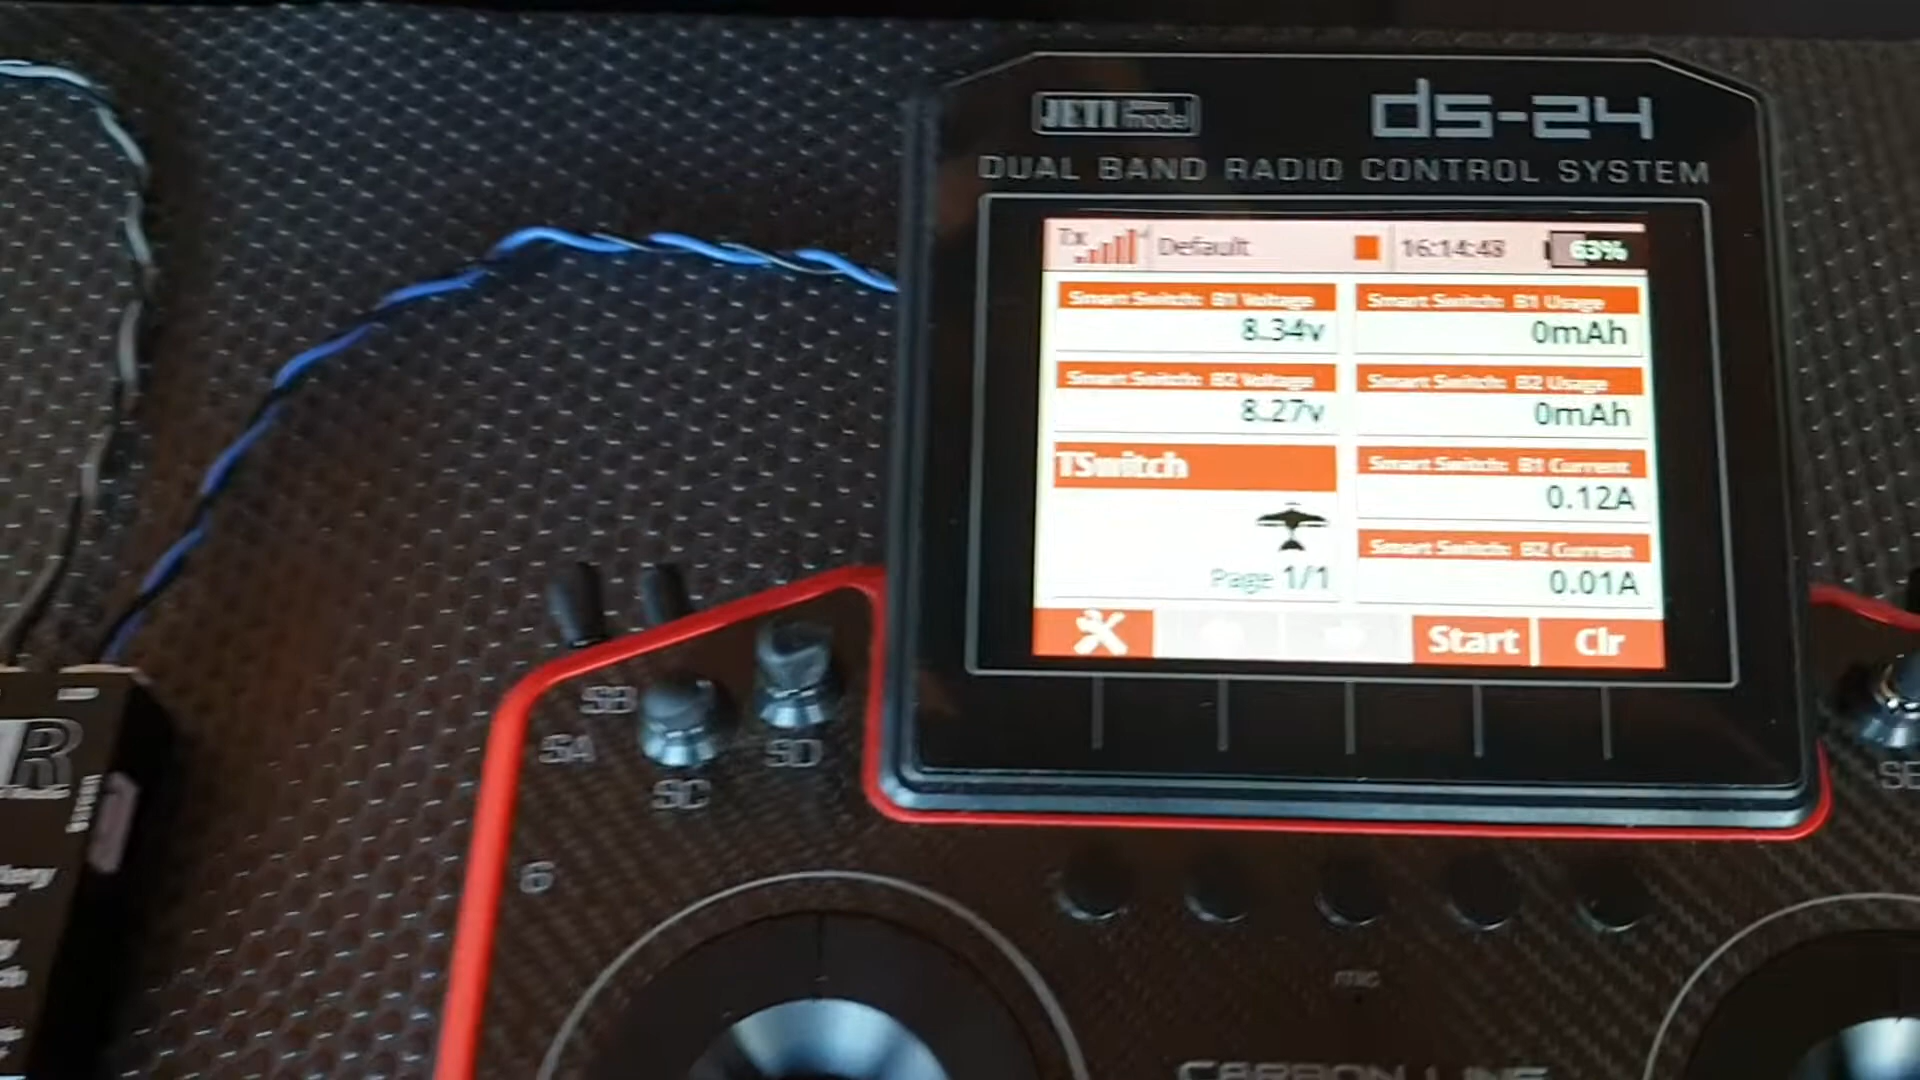 JETI model
ds-24
DUAL BAND RADIO CONTROL SYSTEM
Tx Default 16:14:48 63%
Smart Switch: B1 Voltage
8.34v
Smart Switch: B2 Voltage
8.27v
TSwitch
Page 1/1
Smart Switch: B1 Usage
0mAh
Smart Switch: B2 Usage
0mAh
Smart Switch: B1 Current
0.12A
Smart Switch: B2 Current
0.01A
Start Clr
SB
SA
SC
SD
6
mic
CARBON LINE
R